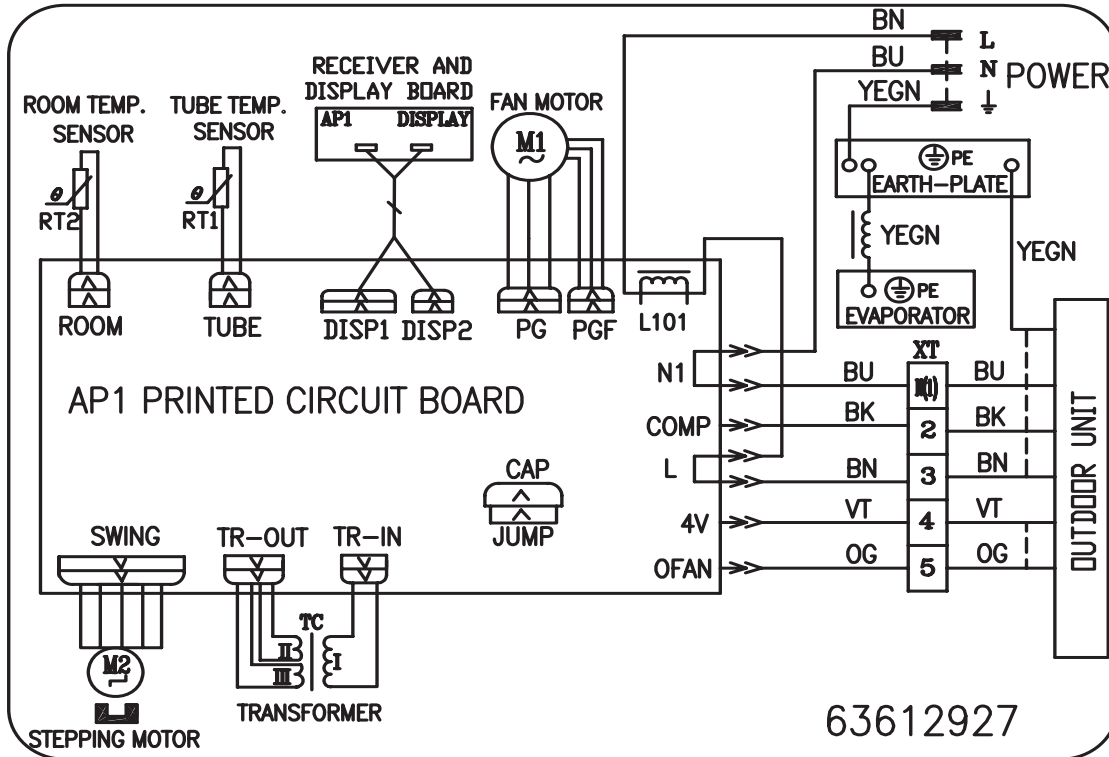 BN
L
BU
N
POWER
YEGN
RECEIVER AND
DISPLAY BOARD
AP1 DISPLAY
ROOM TEMP.
SENSOR
TUBE TEMP.
SENSOR
FAN MOTOR
M1
~
θ
RT2
θ
RT1
PE
EARTH-PLATE
YEGN
YEGN
PE
EVAPORATOR
ROOM
TUBE
DISP1
DISP2
PG
PGF
L101
AP1 PRINTED CIRCUIT BOARD
N1
COMP
L
4V
OFAN
XT
BU
N(1)
BU
BK
2
BK
BN
3
BN
VT
4
VT
OG
5
OG
OUTDOOR UNIT
CAP
JUMP
SWING
TR-OUT
TR-IN
TC
II
III
I
M2
STEPPING MOTOR
TRANSFORMER
63612927